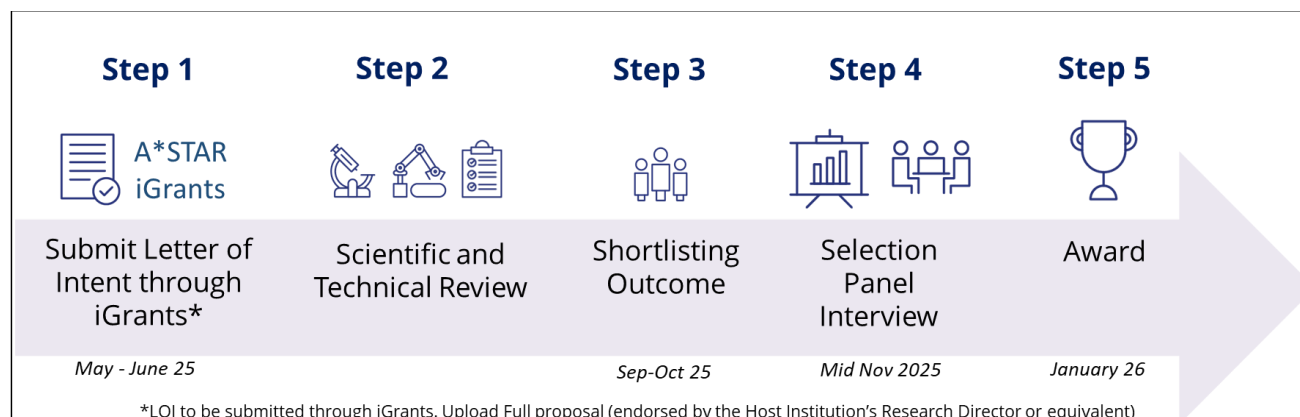 Step 1
Step 2
Step 3
Step 4
Step 5
A*STAR
iGrants
Submit Letter of
Intent through
iGrants*
Scientific and
Technical Review
Shortlisting
Outcome
Selection
Panel
Interview
Award
May - June 25
Sep-Oct 25
Mid Nov 2025
January 26
*LOI to be submitted through iGrants. Upload Full proposal (endorsed by the Host Institution's Research Director or equivalent)